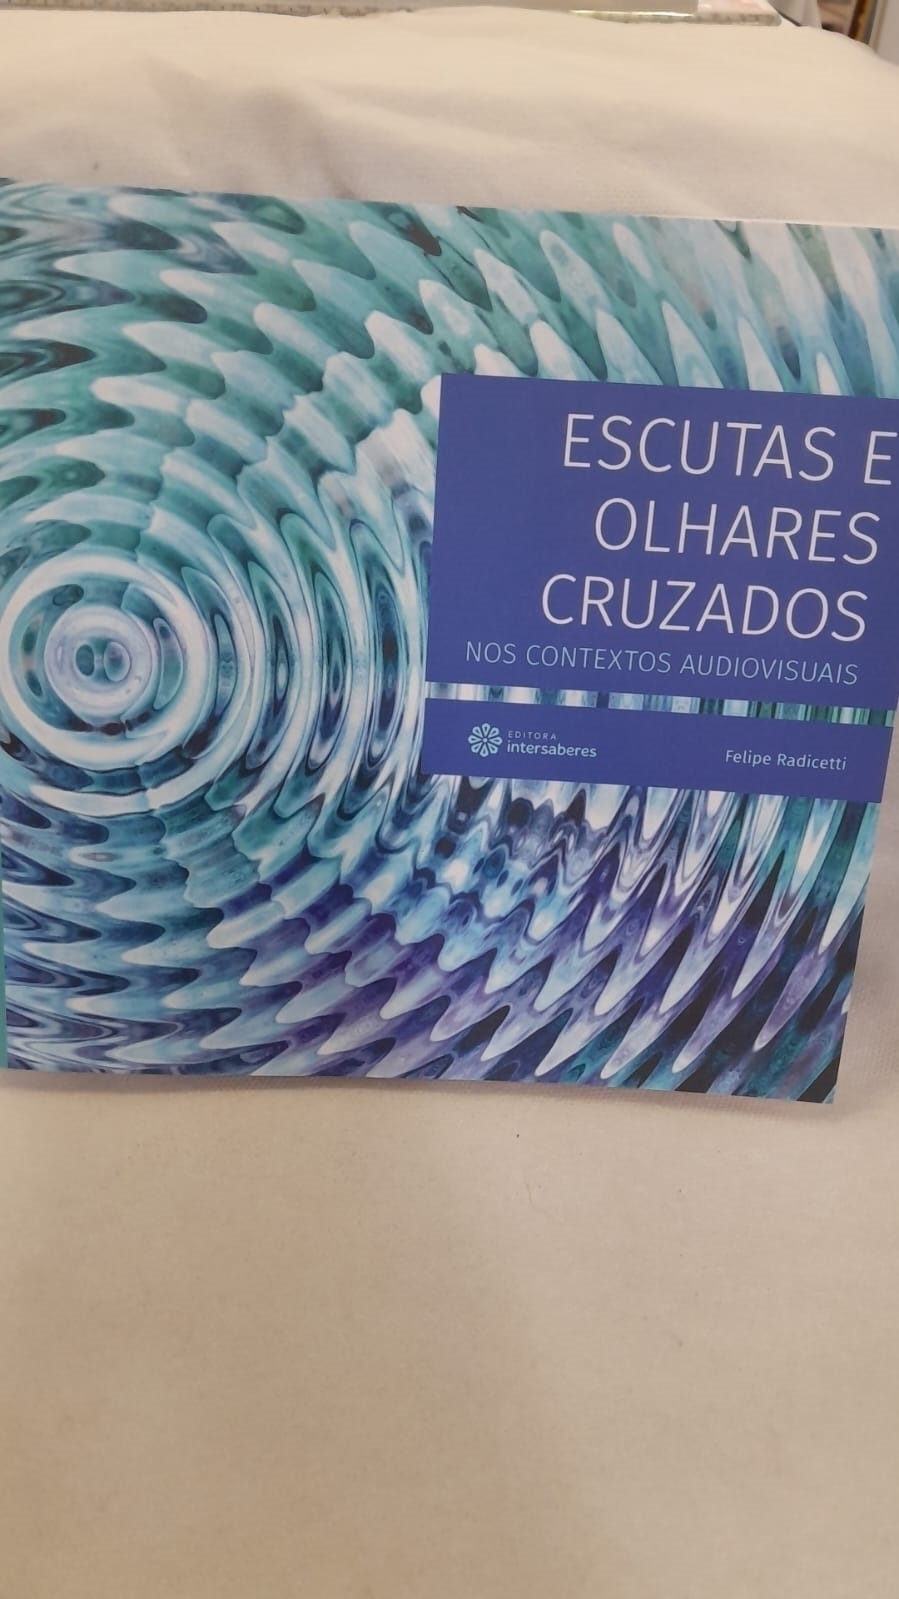 ESCUTAS E
OLHARES
CRUZADOS
NOS CONTEXTOS AUDIOVISUAIS
EDITORA
intersaberes
Felipe Radicetti